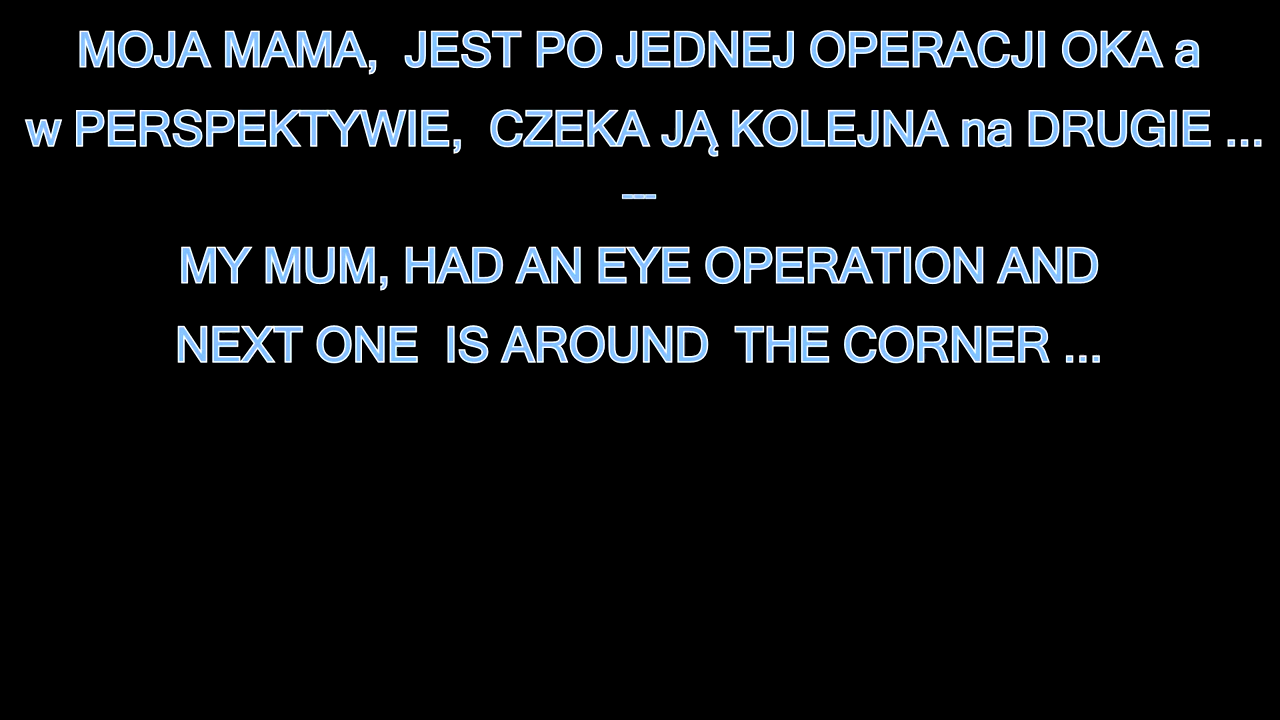 MOJA MAMA,  JEST PO JEDNEJ OPERACJI OKA a
w PERSPEKTYWIE,  CZEKA JĄ KOLEJNA na DRUGIE ...
---
MY MUM, HAD AN EYE OPERATION AND
NEXT ONE  IS AROUND  THE CORNER ...